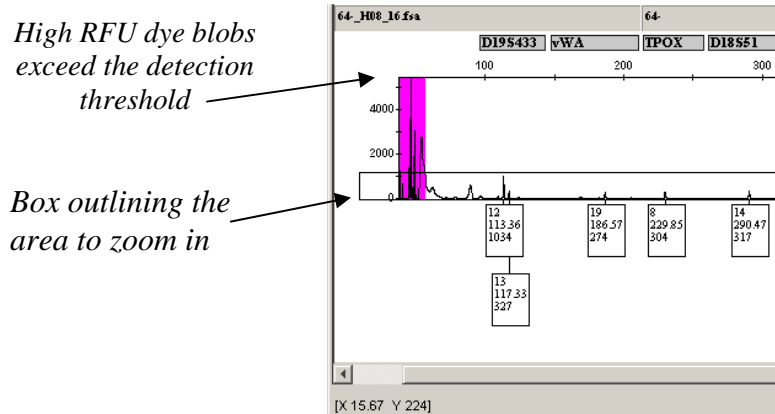 High RFU dye blobs
exceed the detection
threshold
Box outlining the
area to zoom in
64-_H08_16.fsa 64-
D19S433 vWA TPOX D18S51
100 200 300
4000
2000
0
12 19 8 14
113.36 186.57 229.85 290.47
1034 274 304 317
13
117.33
327
[X 15.67 Y 224]